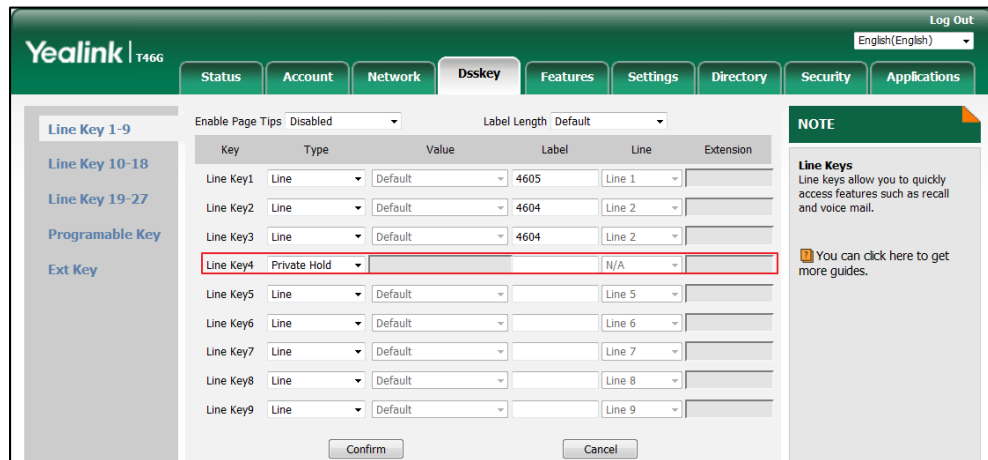 Log Out
Yealink T46G
English(English)
Status Account Network Dsskey Features Settings Directory Security Applications
Line Key 1-9
Line Key 10-18
Line Key 19-27
Programable Key
Ext Key
Enable Page Tips Disabled Label Length Default
Key Type Value Label Line Extension
Line Key1 Line Default 4605 Line 1
Line Key2 Line Default 4604 Line 2
Line Key3 Line Default 4604 Line 2
Line Key4 Private Hold N/A
Line Key5 Line Default Line 5
Line Key6 Line Default Line 6
Line Key7 Line Default Line 7
Line Key8 Line Default Line 8
Line Key9 Line Default Line 9
Confirm Cancel
NOTE
Line Keys
Line keys allow you to quickly
access features such as recall
and voice mail.
? You can click here to get
more guides.